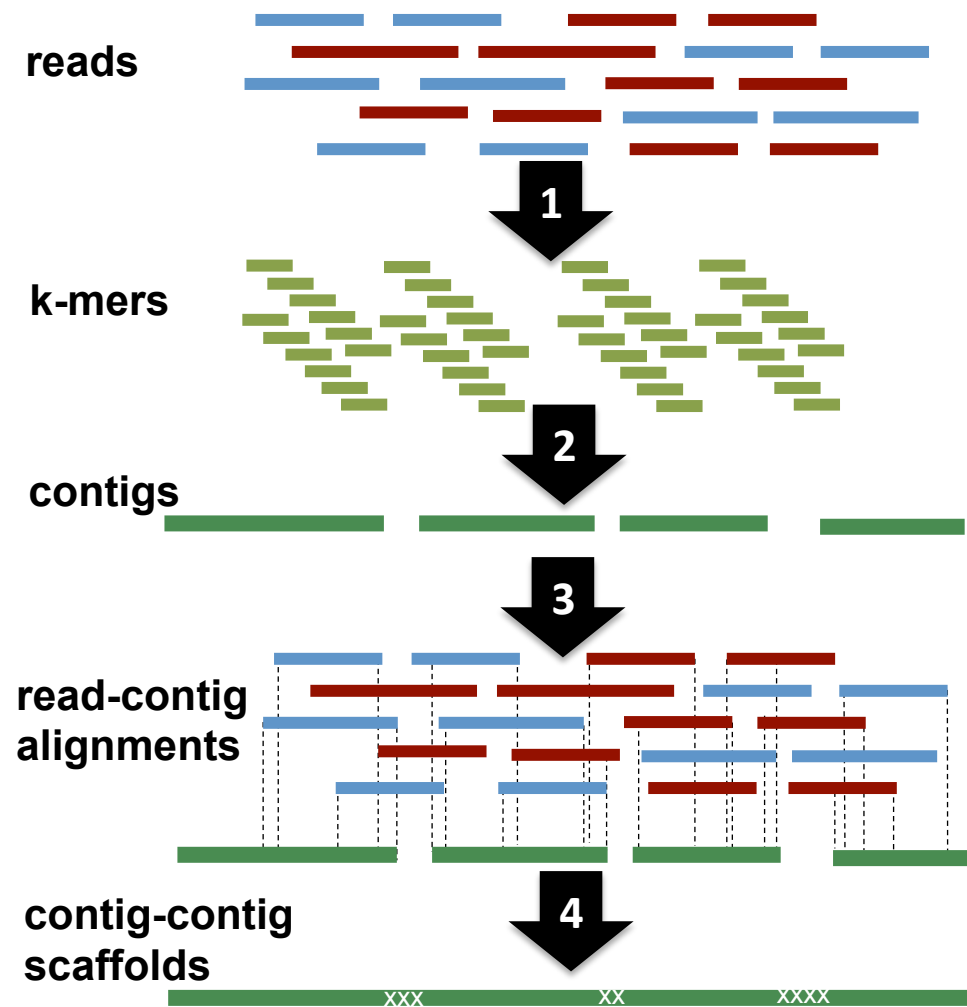 reads
1
k-mers
2
contigs
3
read-contig
alignments
4
contig-contig
scaffolds
XXX XX XXXX